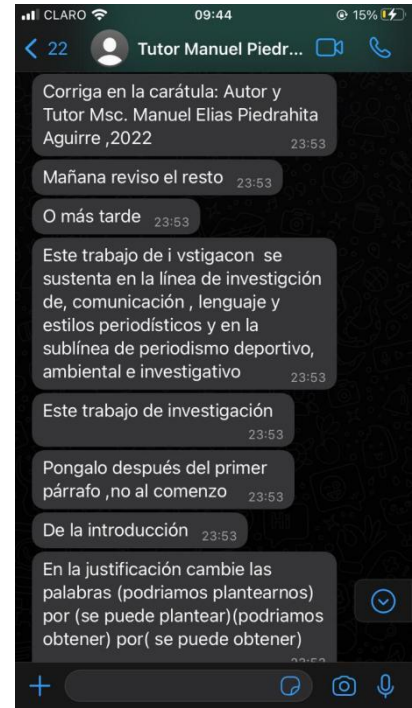 CLARO
09:44
15%
22
Tutor Manuel Piedr...
Corriga en la carátula: Autor y
Tutor Msc. Manuel Elias Piedrahita
Aguirre ,2022
23:53
Mañana reviso el resto
23:53
O más tarde
23:53
Este trabajo de i vstigacon se
sustenta en la línea de investigción
de, comunicación , lenguaje y
estilos periodísticos y en la
sublínea de periodismo deportivo,
ambiental e investigativo
23:53
Este trabajo de investigación
23:53
Pongalo después del primer
párrafo ,no al comenzo
23:53
De la introducción
23:53
En la justificación cambie las
palabras (podriamos plantearnos)
por (se puede plantear)(podriamos
obtener) por( se puede obtener)
23:53